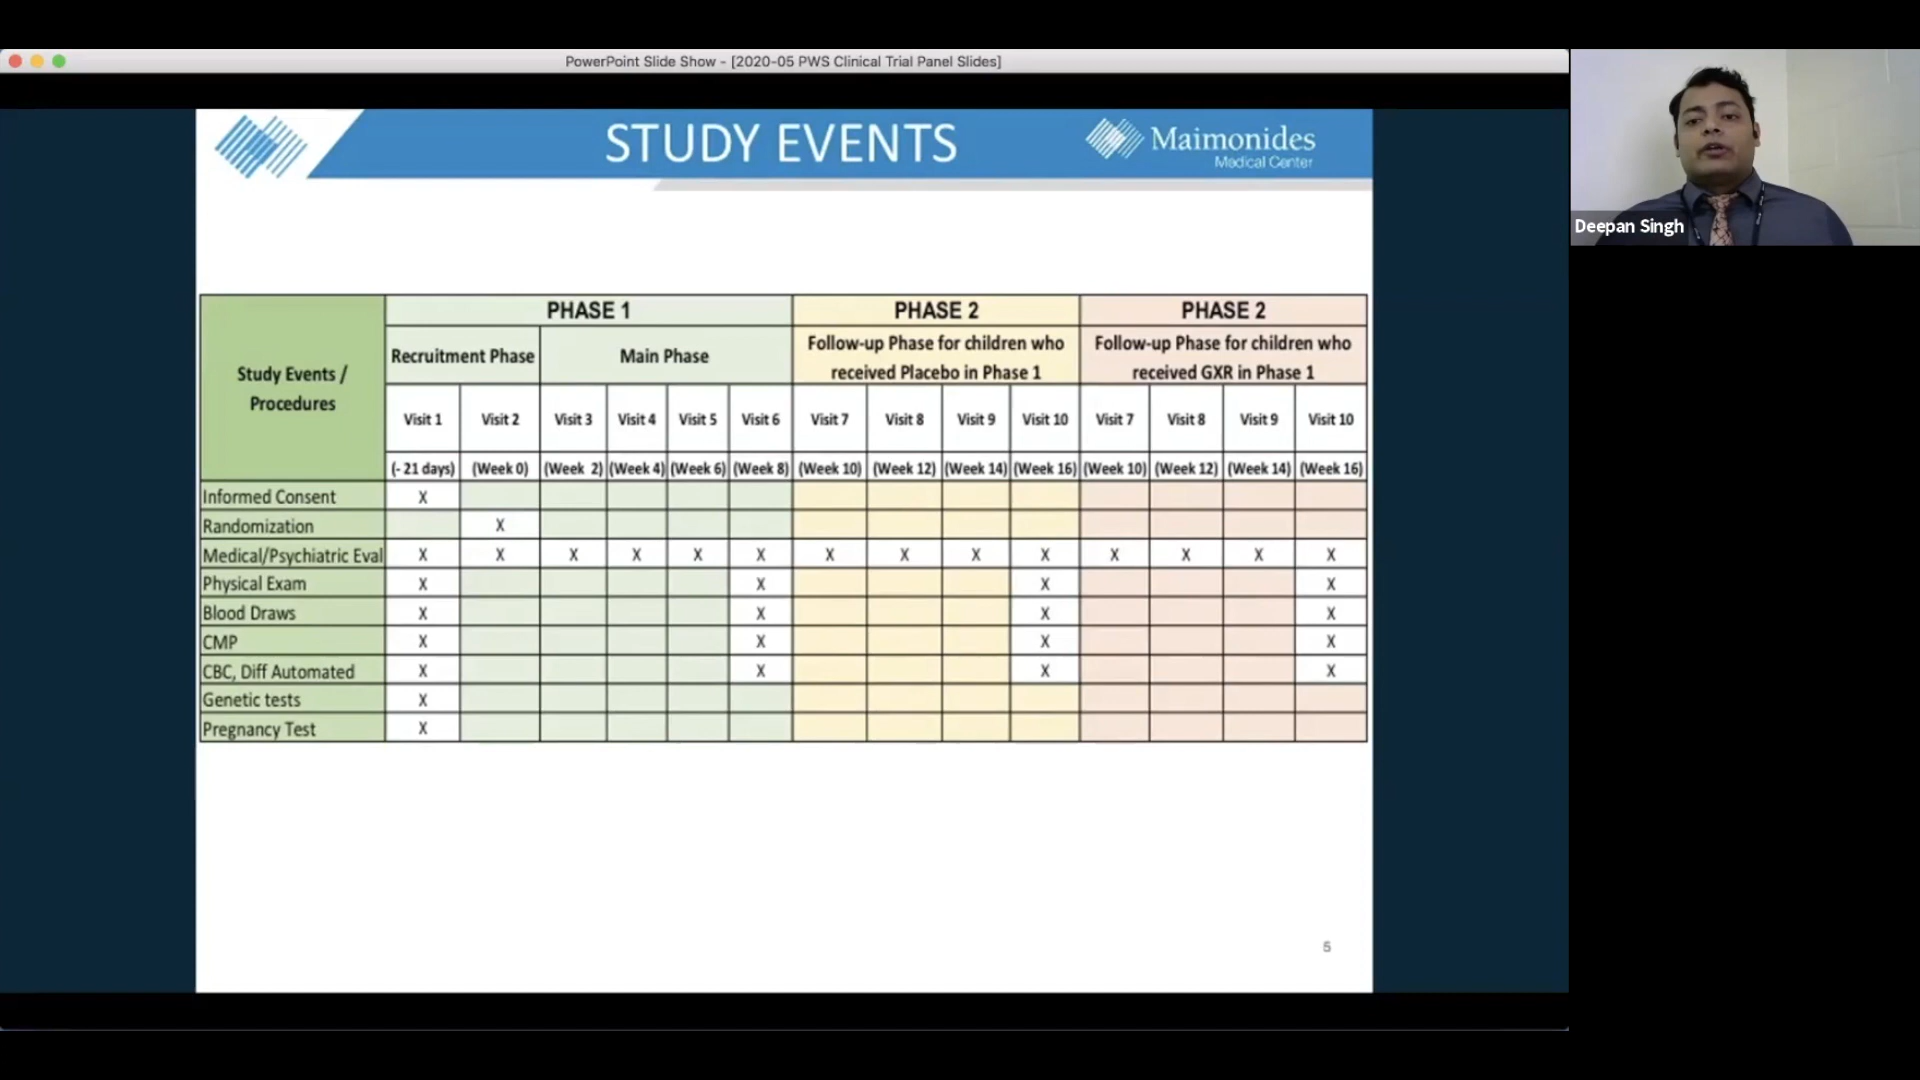 PowerPoint Slide Show - [2020-05 PWS Clinical Trial Panel Slides]
STUDY EVENTS
Maimonides
Medical Center
Deepan Singh
Study Events / Procedures
PHASE 1 PHASE 2 PHASE 2
Recruitment Phase Main Phase Follow-up Phase for children who received Placebo in Phase 1 Follow-up Phase for children who received GXR in Phase 1
Visit 1 Visit 2 Visit 3 Visit 4 Visit 5 Visit 6 Visit 7 Visit 8 Visit 9 Visit 10 Visit 7 Visit 8 Visit 9 Visit 10
(- 21 days) (Week 0) (Week 2) (Week 4) (Week 6) (Week 8) (Week 10) (Week 12) (Week 14) (Week 16) (Week 10) (Week 12) (Week 14) (Week 16)
Informed Consent X
Randomization X
Medical/Psychiatric Eval X X X X X X X X X X X X X X
Physical Exam X X X X
Blood Draws X X X X
CMP X X X X
CBC, Diff Automated X X X X
Genetic tests X
Pregnancy Test X
5